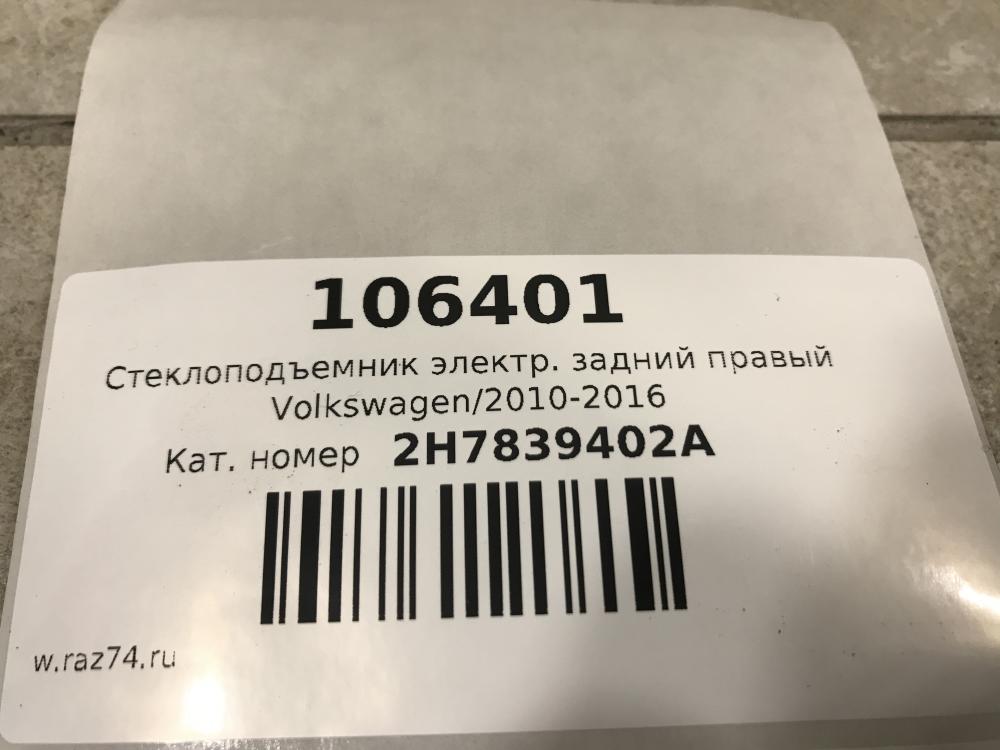 106401
Стеклоподъемник электр. задний правый
Volkswagen/2010-2016
Кат. номер 2H7839402A
w.raz74.ru